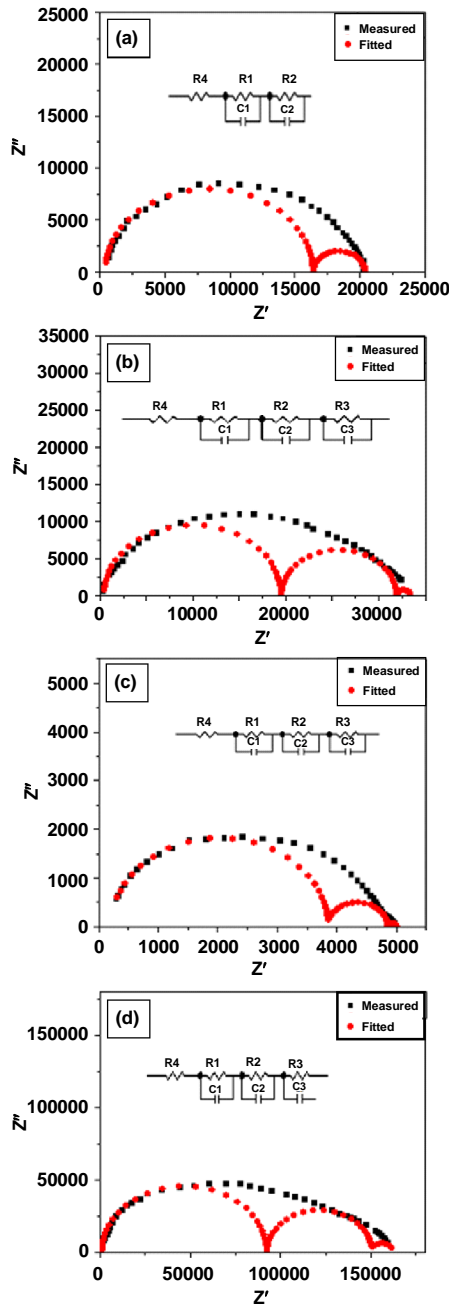 25000
(a)
Measured
Fitted
R4 R1 R2
C1 C2
20000
15000
10000
5000
0
Z″
0 5000 10000 15000 20000 25000
Z′
35000
(b)
Measured
Fitted
30000
R4 R1 R2 R3
C1 C2 C3
25000
20000
15000
10000
5000
0
Z″
0 10000 20000 30000
Z′
(c)
Measured
Fitted
5000
R4 R1 R2 R3
C1 C2 C3
4000
3000
2000
1000
0
Z″
0 1000 2000 3000 4000 5000
Z′
(d)
Measured
Fitted
150000
R4 R1 R2 R3
C1 C2 C3
100000
50000
0
Z″
0 50000 100000 150000
Z′